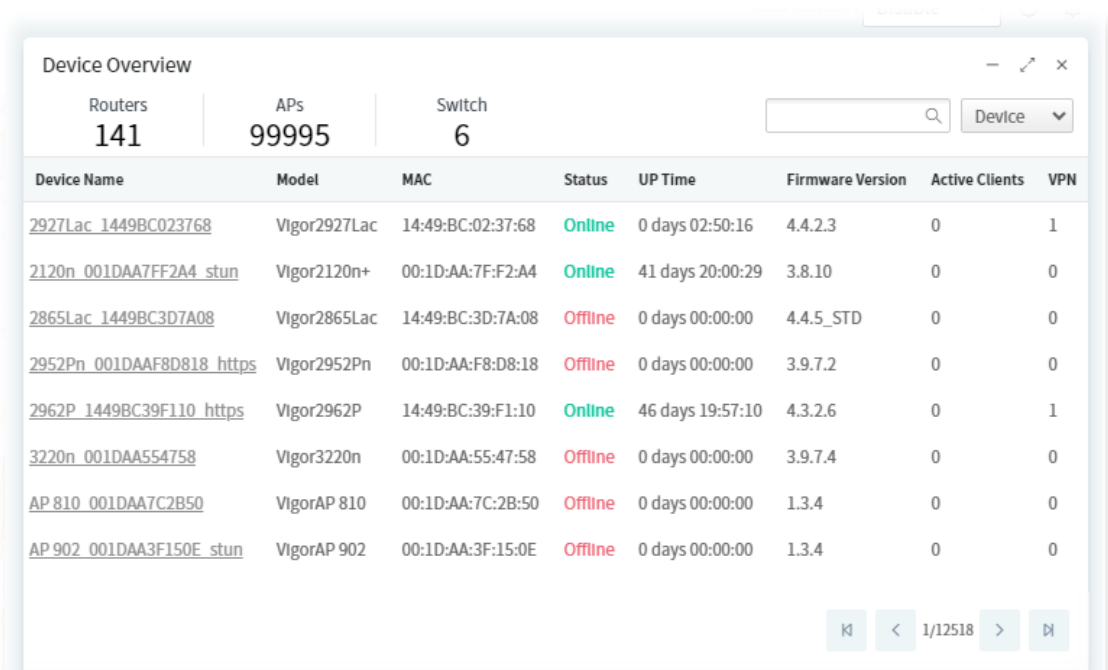 Device Overview
Routers APs Switch
141 99995 6
Device
Device Name Model MAC Status UP Time Firmware Version Active Clients VPN
2927Lac_1449BC023768 Vigor2927Lac 14:49:BC:02:37:68 Online 0 days 02:50:16 4.4.2.3 0 1
2120n_001DAA7FF2A4_stun Vigor2120n+ 00:1D:AA:7F:F2:A4 Online 41 days 20:00:29 3.8.10 0 0
2865Lac_1449BC3D7A08 Vigor2865Lac 14:49:BC:3D:7A:08 Offline 0 days 00:00:00 4.4.5_STD 0 0
2952Pn_001DAAF8D818_https Vigor2952Pn 00:1D:AA:F8:D8:18 Offline 0 days 00:00:00 3.9.7.2 0 0
2962P_1449BC39F110_https Vigor2962P 14:49:BC:39:F1:10 Online 46 days 19:57:10 4.3.2.6 0 1
3220n_001DAA554758 Vigor3220n 00:1D:AA:55:47:58 Offline 0 days 00:00:00 3.9.7.4 0 0
AP 810_001DAA7C2B50 VigorAP 810 00:1D:AA:7C:2B:50 Offline 0 days 00:00:00 1.3.4 0 0
AP 902_001DAA3F150E_stun VigorAP 902 00:1D:AA:3F:15:0E Offline 0 days 00:00:00 1.3.4 0 0
1/12518